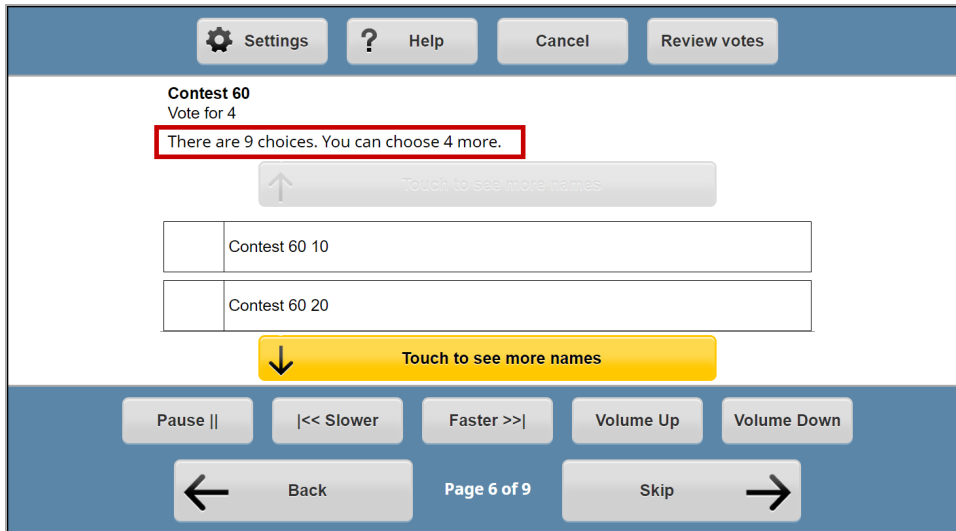 Settings ? Help Cancel Review votes
Contest 60
Vote for 4
There are 9 choices. You can choose 4 more.
Touch to see more names
Contest 60 10
Contest 60 20
Touch to see more names
Pause || |<< Slower Faster >>| Volume Up Volume Down
Back Page 6 of 9 Skip